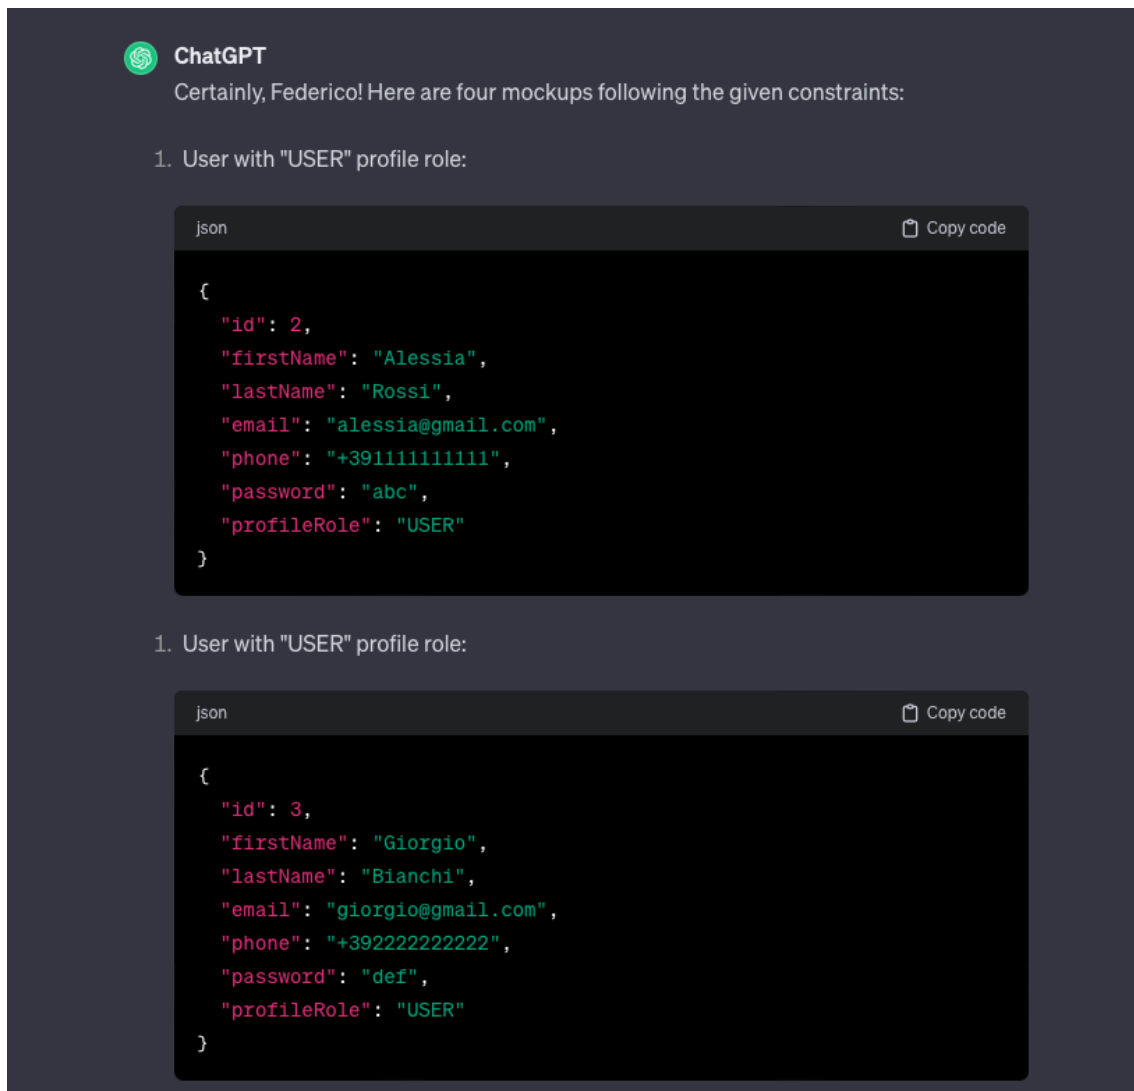 ChatGPT
Certainly, Federico! Here are four mockups following the given constraints:
1. User with "USER" profile role:
json
Copy code
{
  "id": 2,
  "firstName": "Alessia",
  "lastName": "Rossi",
  "email": "alessia@gmail.com",
  "phone": "+391111111111",
  "password": "abc",
  "profileRole": "USER"
}
1. User with "USER" profile role:
json
Copy code
{
  "id": 3,
  "firstName": "Giorgio",
  "lastName": "Bianchi",
  "email": "giorgio@gmail.com",
  "phone": "+392222222222",
  "password": "def",
  "profileRole": "USER"
}